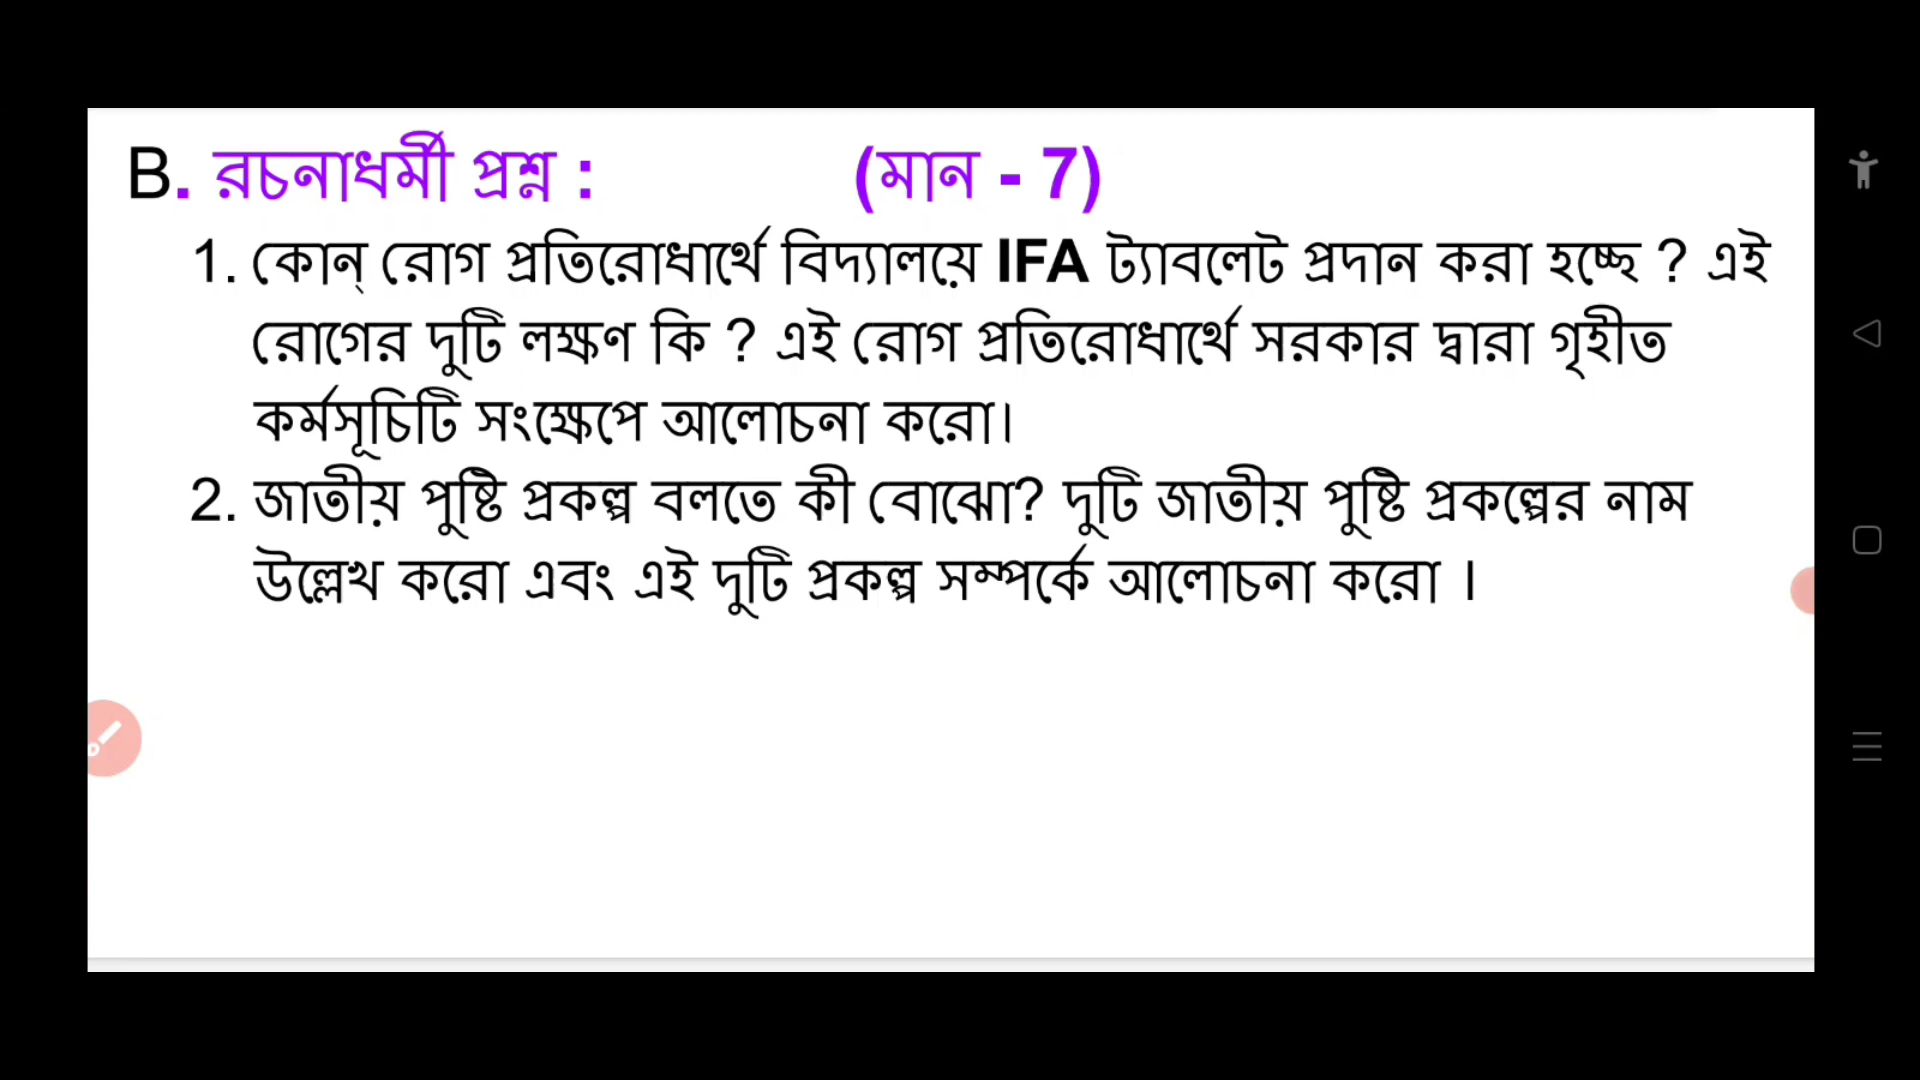 B. রচনাধর্মী প্রশ্ন : (মান - 7)
1. কোন্ রোগ প্রতিরোধার্থে বিদ্যালয়ে IFA ট্যাবলেট প্রদান করা হচ্ছে ? এই
রোগের দুটি লক্ষণ কি ? এই রোগ প্রতিরোধার্থে সরকার দ্বারা গৃহীত
কর্মসূচিটি সংক্ষেপে আলোচনা করো।
2. জাতীয় পুষ্টি প্রকল্প বলতে কী বোঝো? দুটি জাতীয় পুষ্টি প্রকল্পের নাম
উল্লেখ করো এবং এই দুটি প্রকল্প সম্পর্কে আলোচনা করো ।